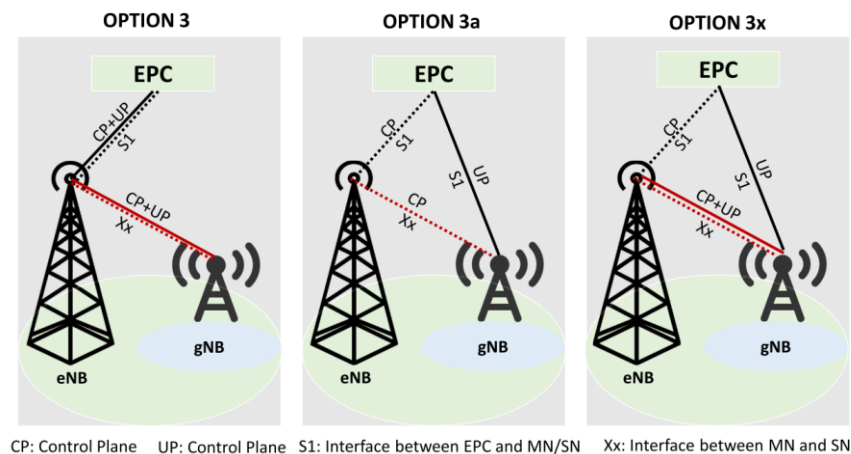 OPTION 3
OPTION 3a
OPTION 3x
EPC
CP+UP
S1
CP+UP
Xx
eNB
gNB
EPC
CP
S1
UP
S1
CP
Xx
eNB
gNB
EPC
CP
S1
UP
S1
CP+UP
Xx
eNB
gNB
CP: Control Plane UP: Control Plane S1: Interface between EPC and MN/SN Xx: Interface between MN and SN